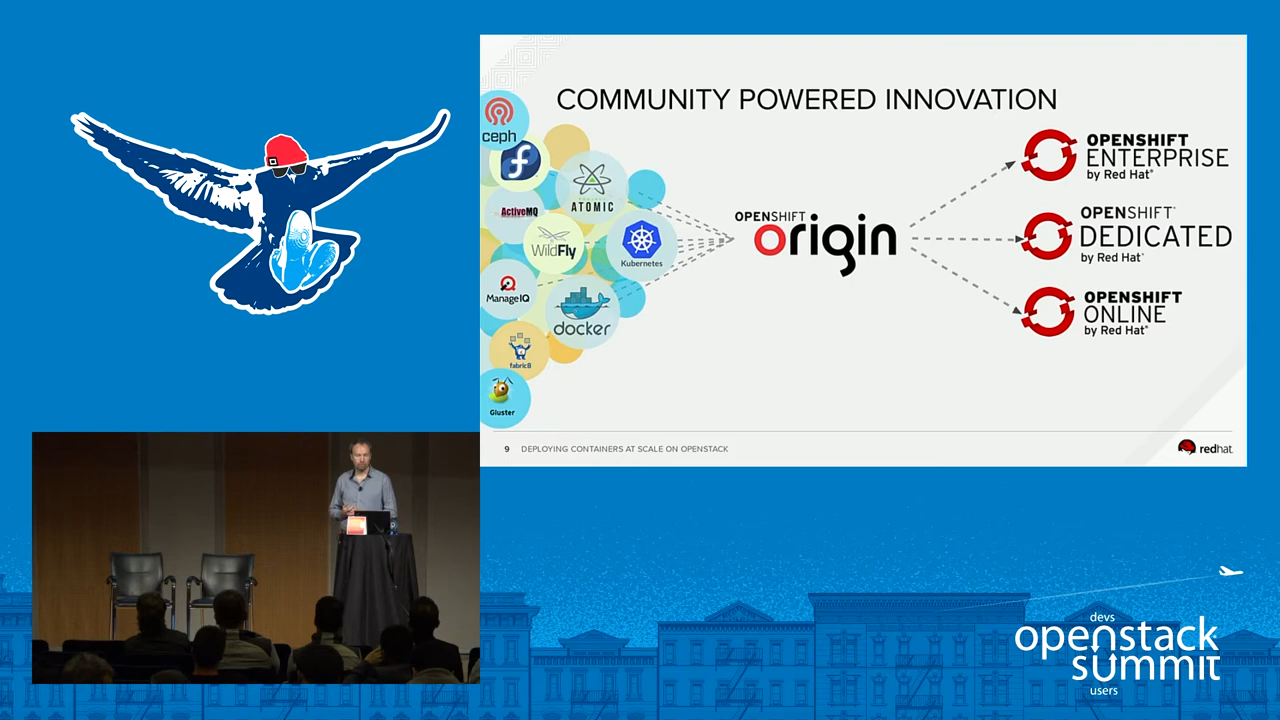 COMMUNITY POWERED INNOVATION
ceph
ActiveMQ
ATOMIC
WildFly
Kubernetes
ManageIQ
docker
fabric8
Gluster
OPENSHIFT
origin
OPENSHIFT
ENTERPRISE
by Red Hat®
OPENSHIFT®
DEDICATED
by Red Hat®
OPENSHIFT
ONLINE
by Red Hat®
9 DEPLOYING CONTAINERS AT SCALE ON OPENSTACK
redhat.
devs
openstack
summit
users